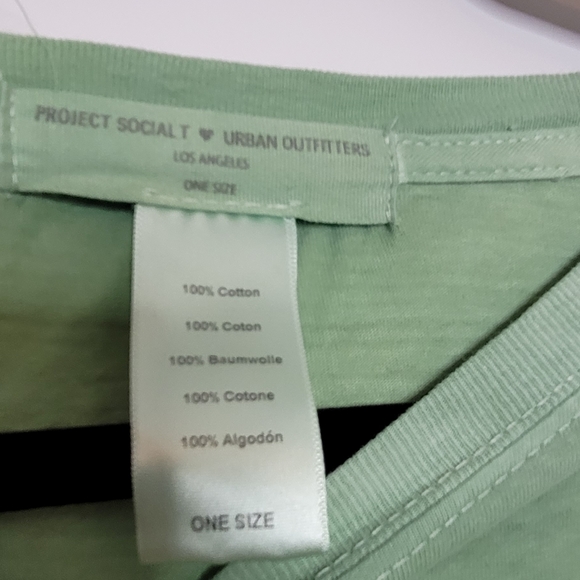 PROJECT SOCIAL T ♥ URBAN OUTFITTERS
LOS ANGELES
ONE SIZE
100% Cotton
100% Coton
100% Baumwolle
100% Cotone
100% Algodón
ONE SIZE